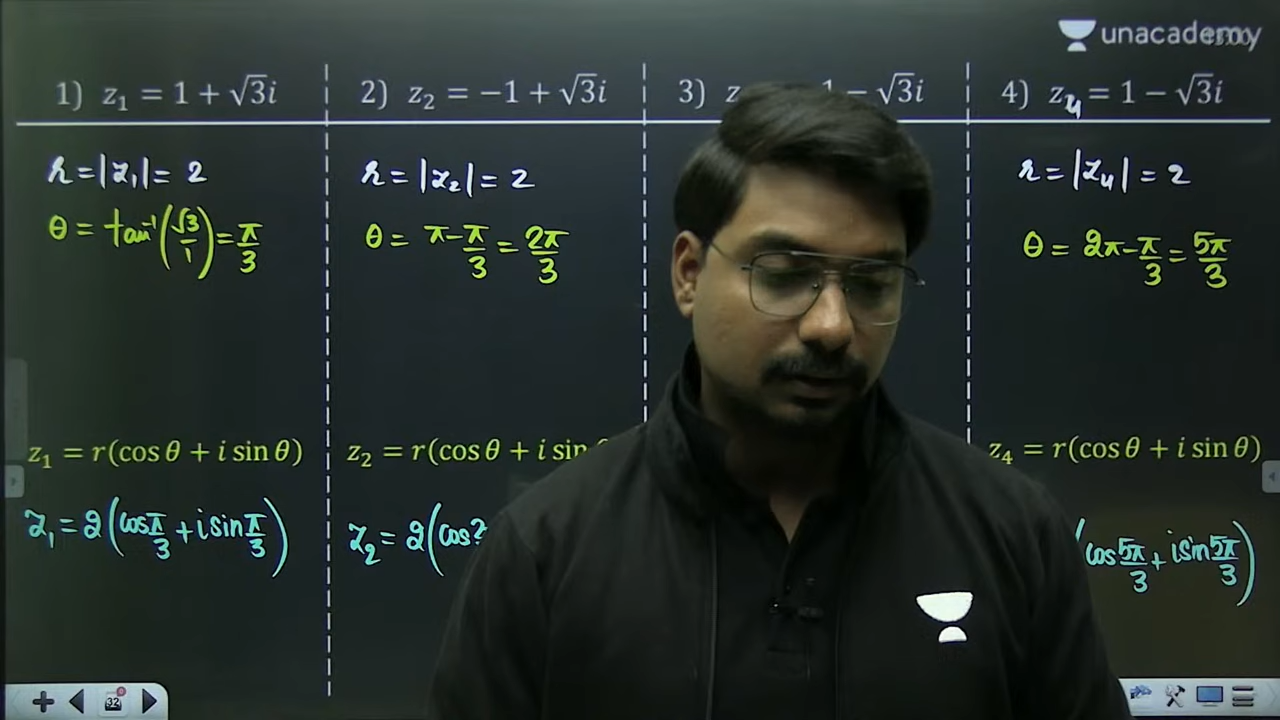 unacademy
1) z₁ = 1 + √3i
r = |z₁| = 2
θ = tan⁻¹(√3/1) = π/3
z₁ = r(cos θ + i sin θ)
z₁ = 2(cos π/3 + i sin π/3)
2) z₂ = −1 + √3i
r = |z₂| = 2
θ = π − π/3 = 2π/3
z₂ = r(cos θ + i sin
z₂ = 2(cos
3) z 1 − √3i
4) z₄ = 1 − √3i
r = |z₄| = 2
θ = 2π − π/3 = 5π/3
z₄ = r(cos θ + i sin θ)
(cos 5π/3 + i sin 5π/3)
32